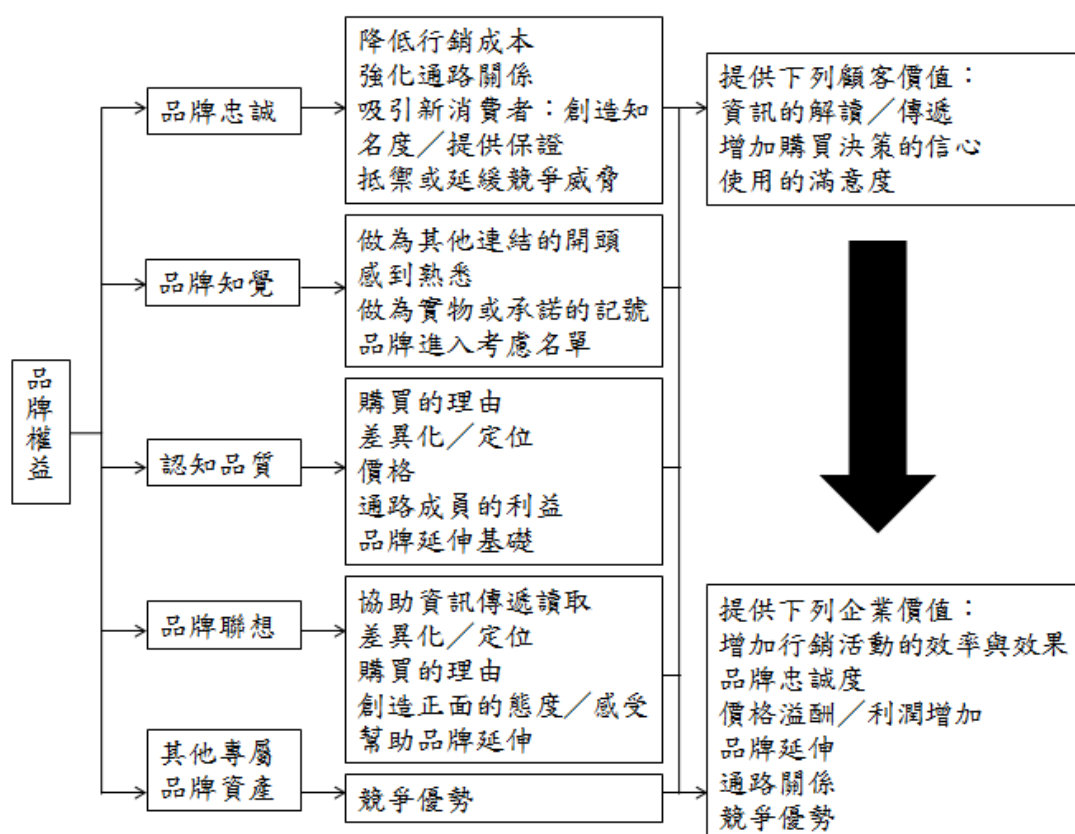 品牌權益
品牌忠誠
降低行銷成本
強化通路關係
吸引新消費者：創造知
名度／提供保證
抵禦或延緩競爭威脅
品牌知覺
做為其他連結的開頭
感到熟悉
做為實物或承諾的記號
品牌進入考慮名單
認知品質
購買的理由
差異化／定位
價格
通路成員的利益
品牌延伸基礎
品牌聯想
協助資訊傳遞讀取
差異化／定位
購買的理由
創造正面的態度／感受
幫助品牌延伸
其他專屬
品牌資產
競爭優勢
提供下列顧客價值：
資訊的解讀／傳遞
增加購買決策的信心
使用的滿意度
提供下列企業價值：
增加行銷活動的效率與效果
品牌忠誠度
價格溢酬／利潤增加
品牌延伸
通路關係
競爭優勢